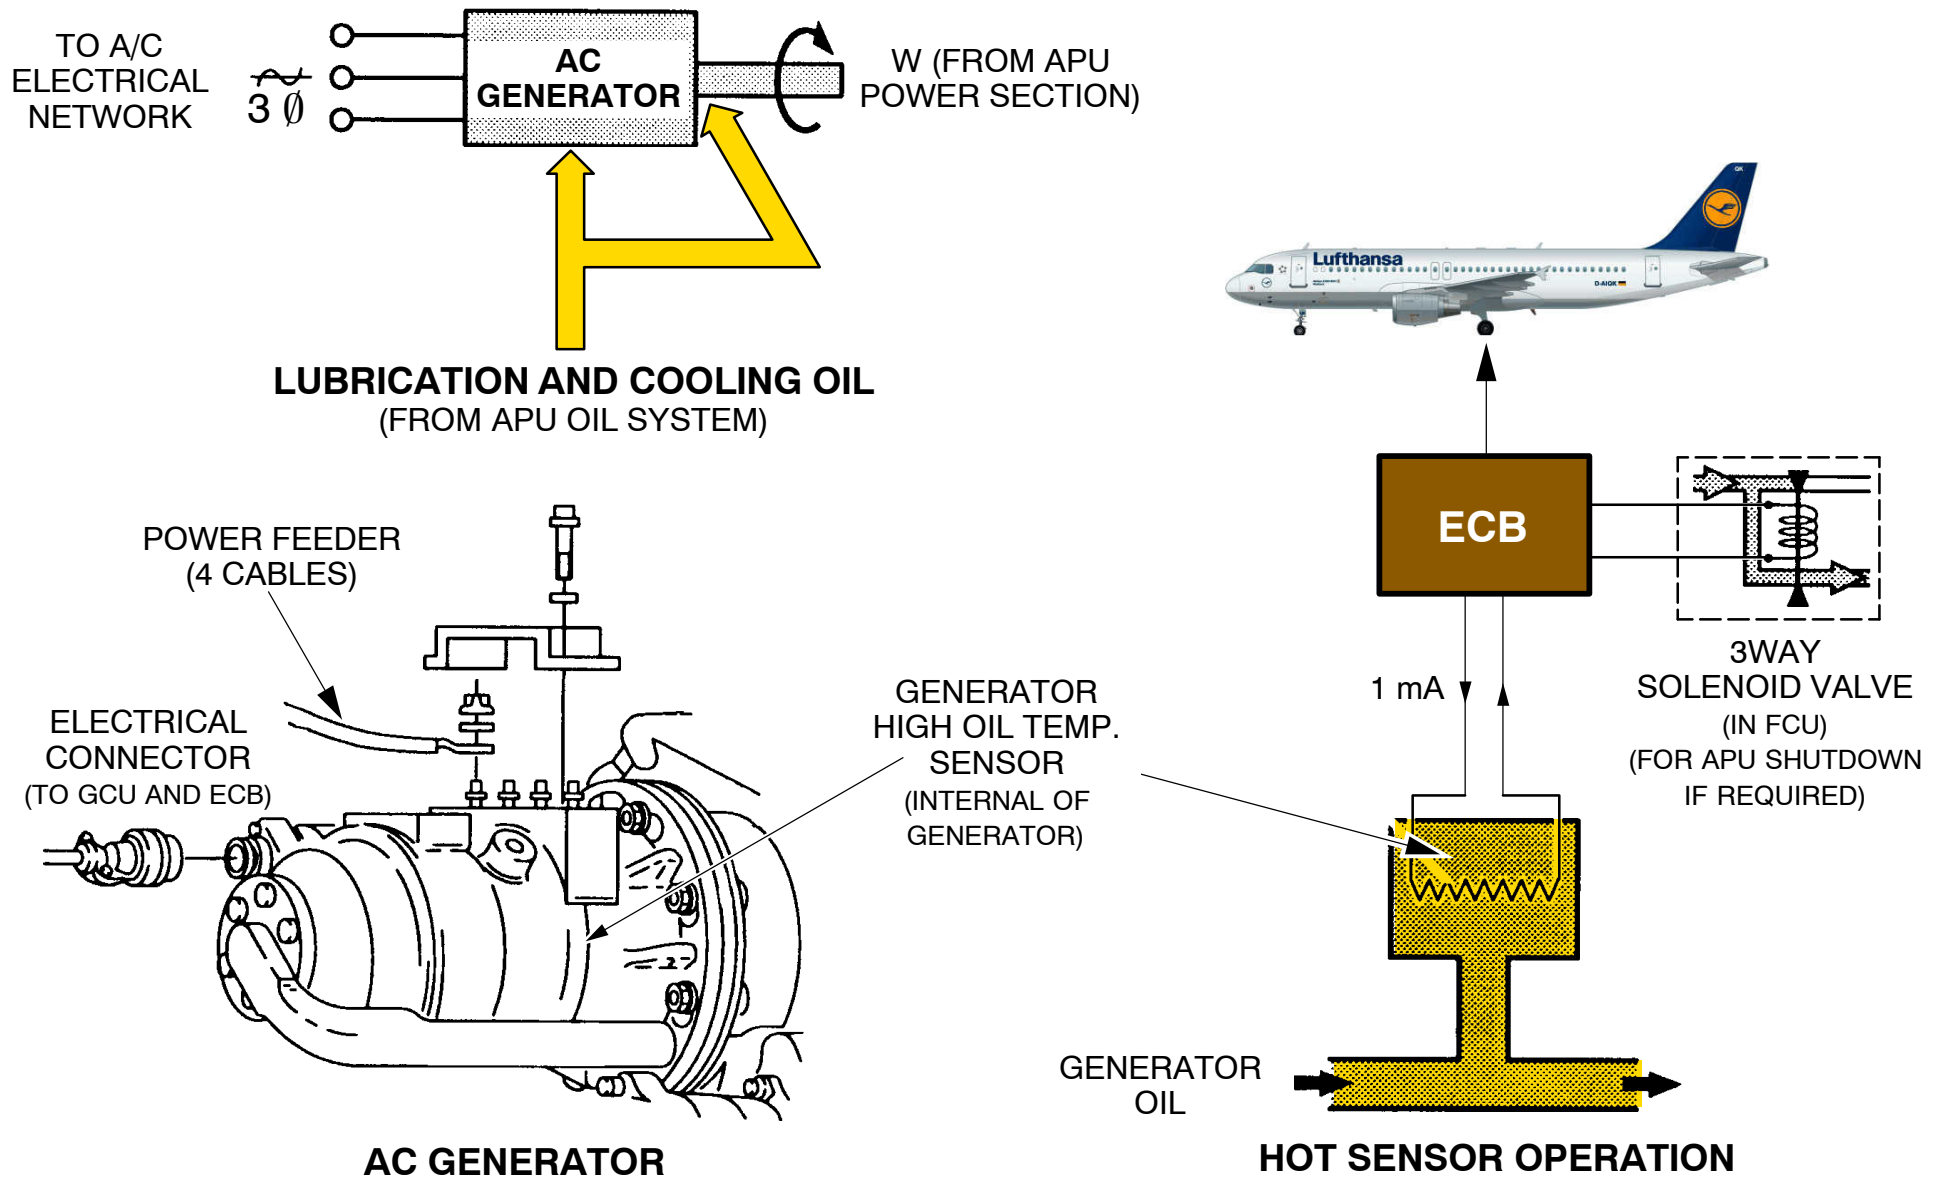 TO A/C
ELECTRICAL
NETWORK
3 Ø
AC
GENERATOR
W (FROM APU
POWER SECTION)
LUBRICATION AND COOLING OIL
(FROM APU OIL SYSTEM)
QK
Lufthansa
D-AIQK
ECB
3WAY
SOLENOID VALVE
(IN FCU)
(FOR APU SHUTDOWN
IF REQUIRED)
1 mA
POWER FEEDER
(4 CABLES)
ELECTRICAL
CONNECTOR
(TO GCU AND ECB)
GENERATOR
HIGH OIL TEMP.
SENSOR
(INTERNAL OF
GENERATOR)
GENERATOR
OIL
AC GENERATOR
HOT SENSOR OPERATION